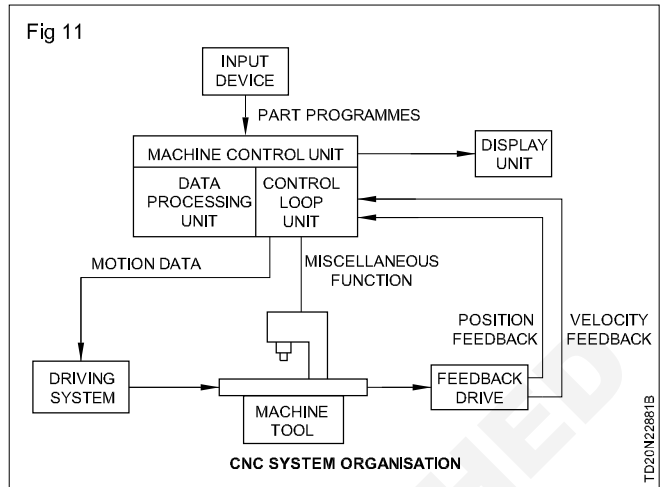 Fig 11
INPUT
DEVICE
PART PROGRAMMES
MACHINE CONTROL UNIT
DISPLAY
UNIT
DATA
PROCESSING
UNIT
CONTROL
LOOP
UNIT
MOTION DATA
MISCELLANEOUS
FUNCTION
POSITION
FEEDBACK
VELOCITY
FEEDBACK
DRIVING
SYSTEM
MACHINE
TOOL
FEEDBACK
DRIVE
CNC SYSTEM ORGANISATION
TD20N22881B
HED